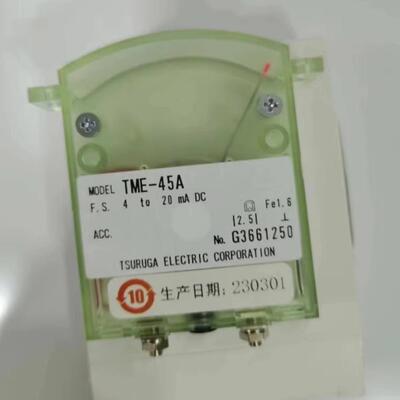 MODEL TME-45A
F.S. 4 to 20 mA DC
Fe1.6
ACC. |2.5| ⊥
No. G3661250
TSURUGA ELECTRIC CORPORATION
10 生产日期: 230301